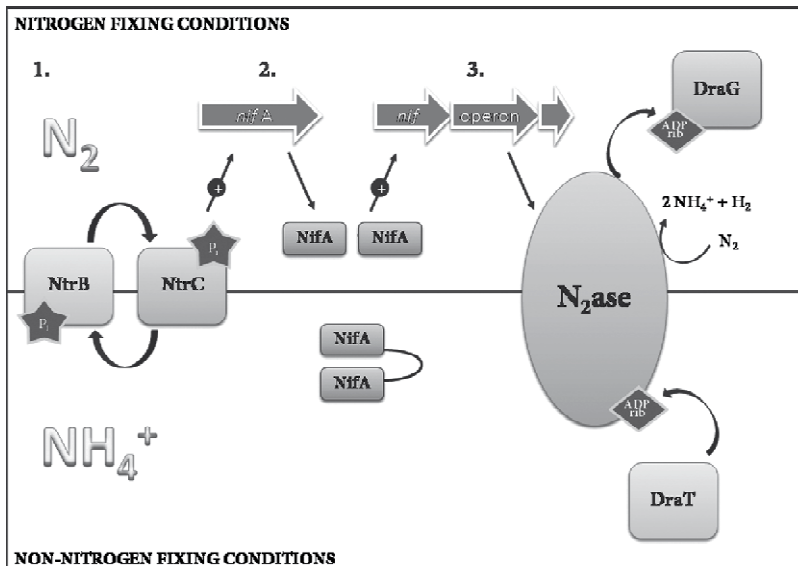 NITROGEN FIXING CONDITIONS
1.
2.
3.
N2
nif A
nif
operon
DraG
ADP
rib
+
+
NifA
NifA
2 NH4+ + H2
N2
NtrB
NtrC
Pi
Pi
N2ase
NifA
NifA
NH4+
ADP
rib
DraT
NON-NITROGEN FIXING CONDITIONS